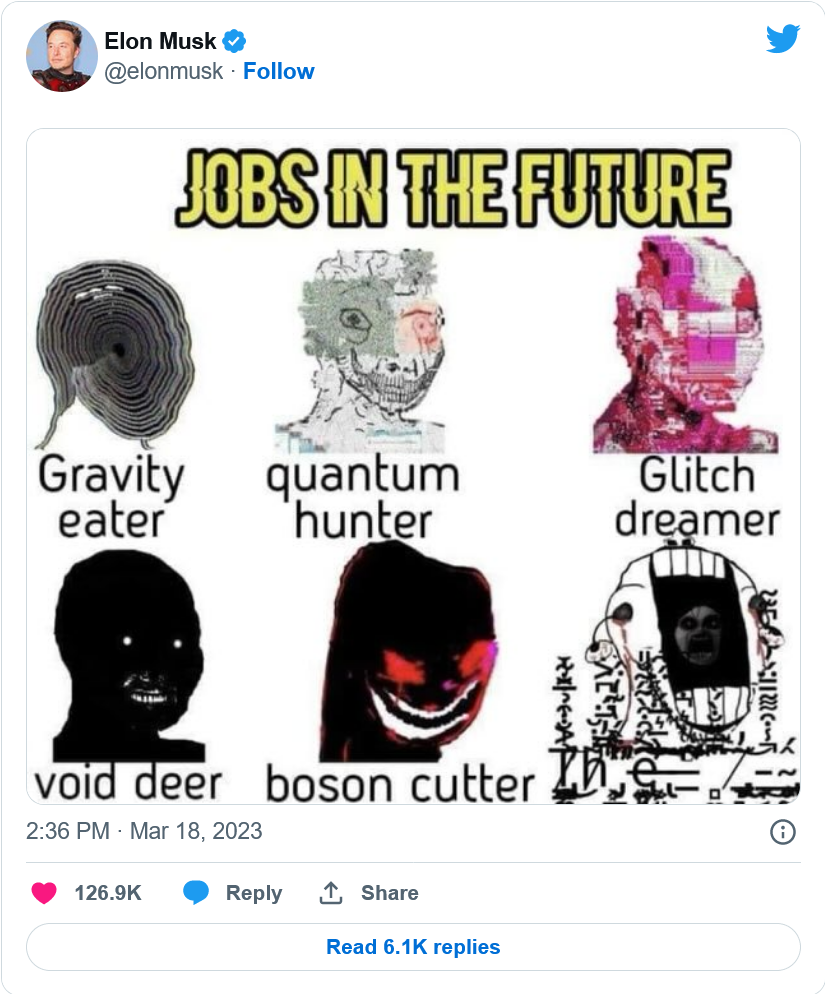 Elon Musk
@elonmusk · Follow
JOBS IN THE FUTURE
Gravity
eater
quantum
hunter
Glitch
dreamer
void deer
boson cutter
The
2:36 PM · Mar 18, 2023
126.9K
Reply
Share
Read 6.1K replies